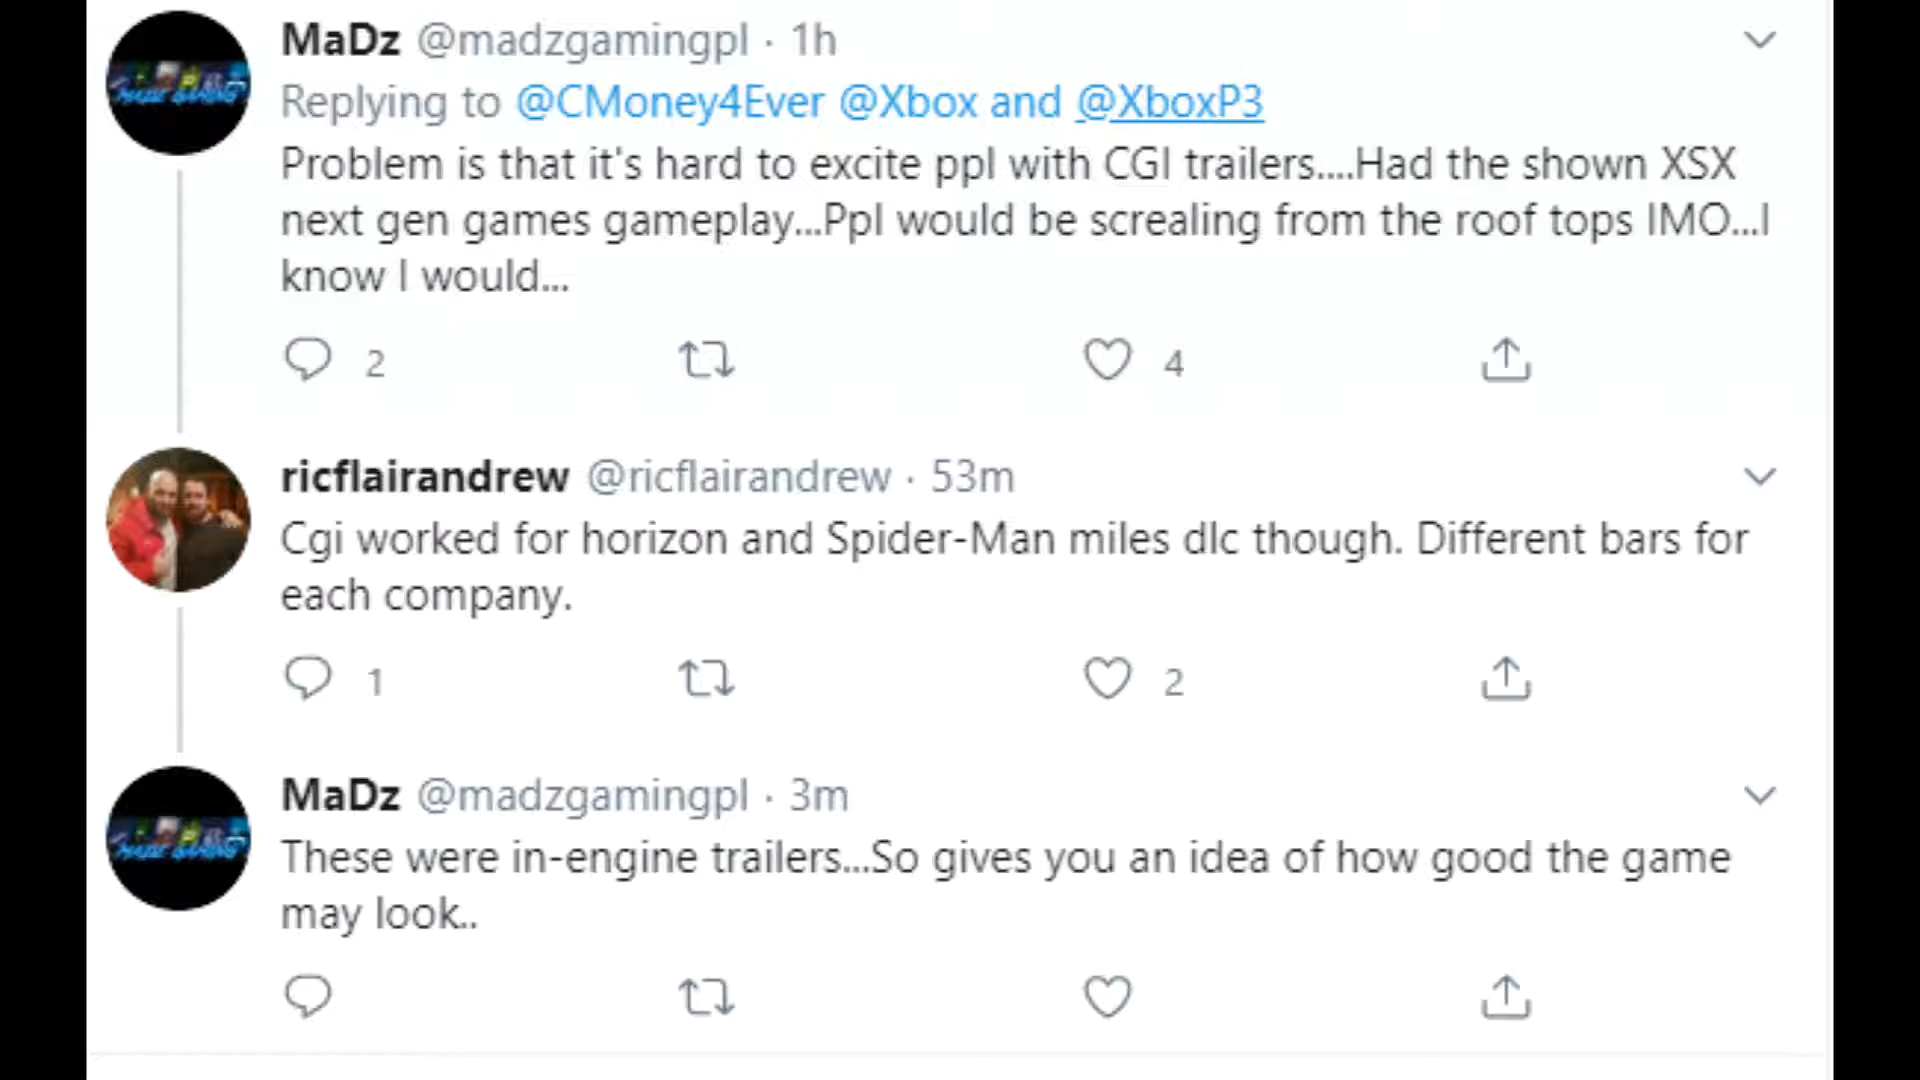 MaDz @madzgamingpl · 1h
Replying to @CMoney4Ever @Xbox and @XboxP3
Problem is that it's hard to excite ppl with CGI trailers....Had the shown XSX
next gen games gameplay...Ppl would be screaling from the roof tops IMO...I
know I would...
2 4
ricflairandrew @ricflairandrew · 53m
Cgi worked for horizon and Spider-Man miles dlc though. Different bars for
each company.
1 2
MaDz @madzgamingpl · 3m
These were in-engine trailers...So gives you an idea of how good the game
may look..